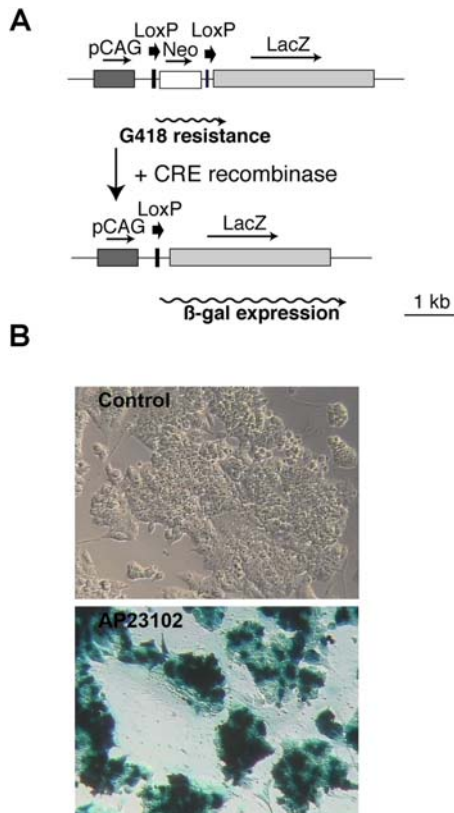 A
LoxP LoxP
pCAG Neo LacZ
G418 resistance
+ CRE recombinase
LoxP
pCAG LacZ
ß-gal expression
1 kb
B
Control
AP23102